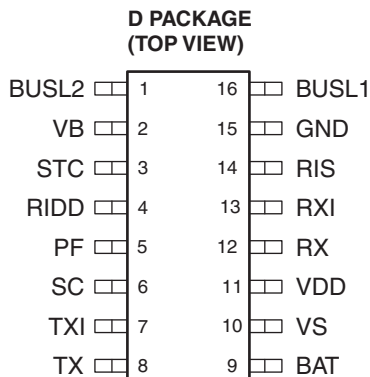 D PACKAGE
(TOP VIEW)
BUSL2 1 16 BUSL1
VB 2 15 GND
STC 3 14 RIS
RIDD 4 13 RXI
PF 5 12 RX
SC 6 11 VDD
TXI 7 10 VS
TX 8 9 BAT